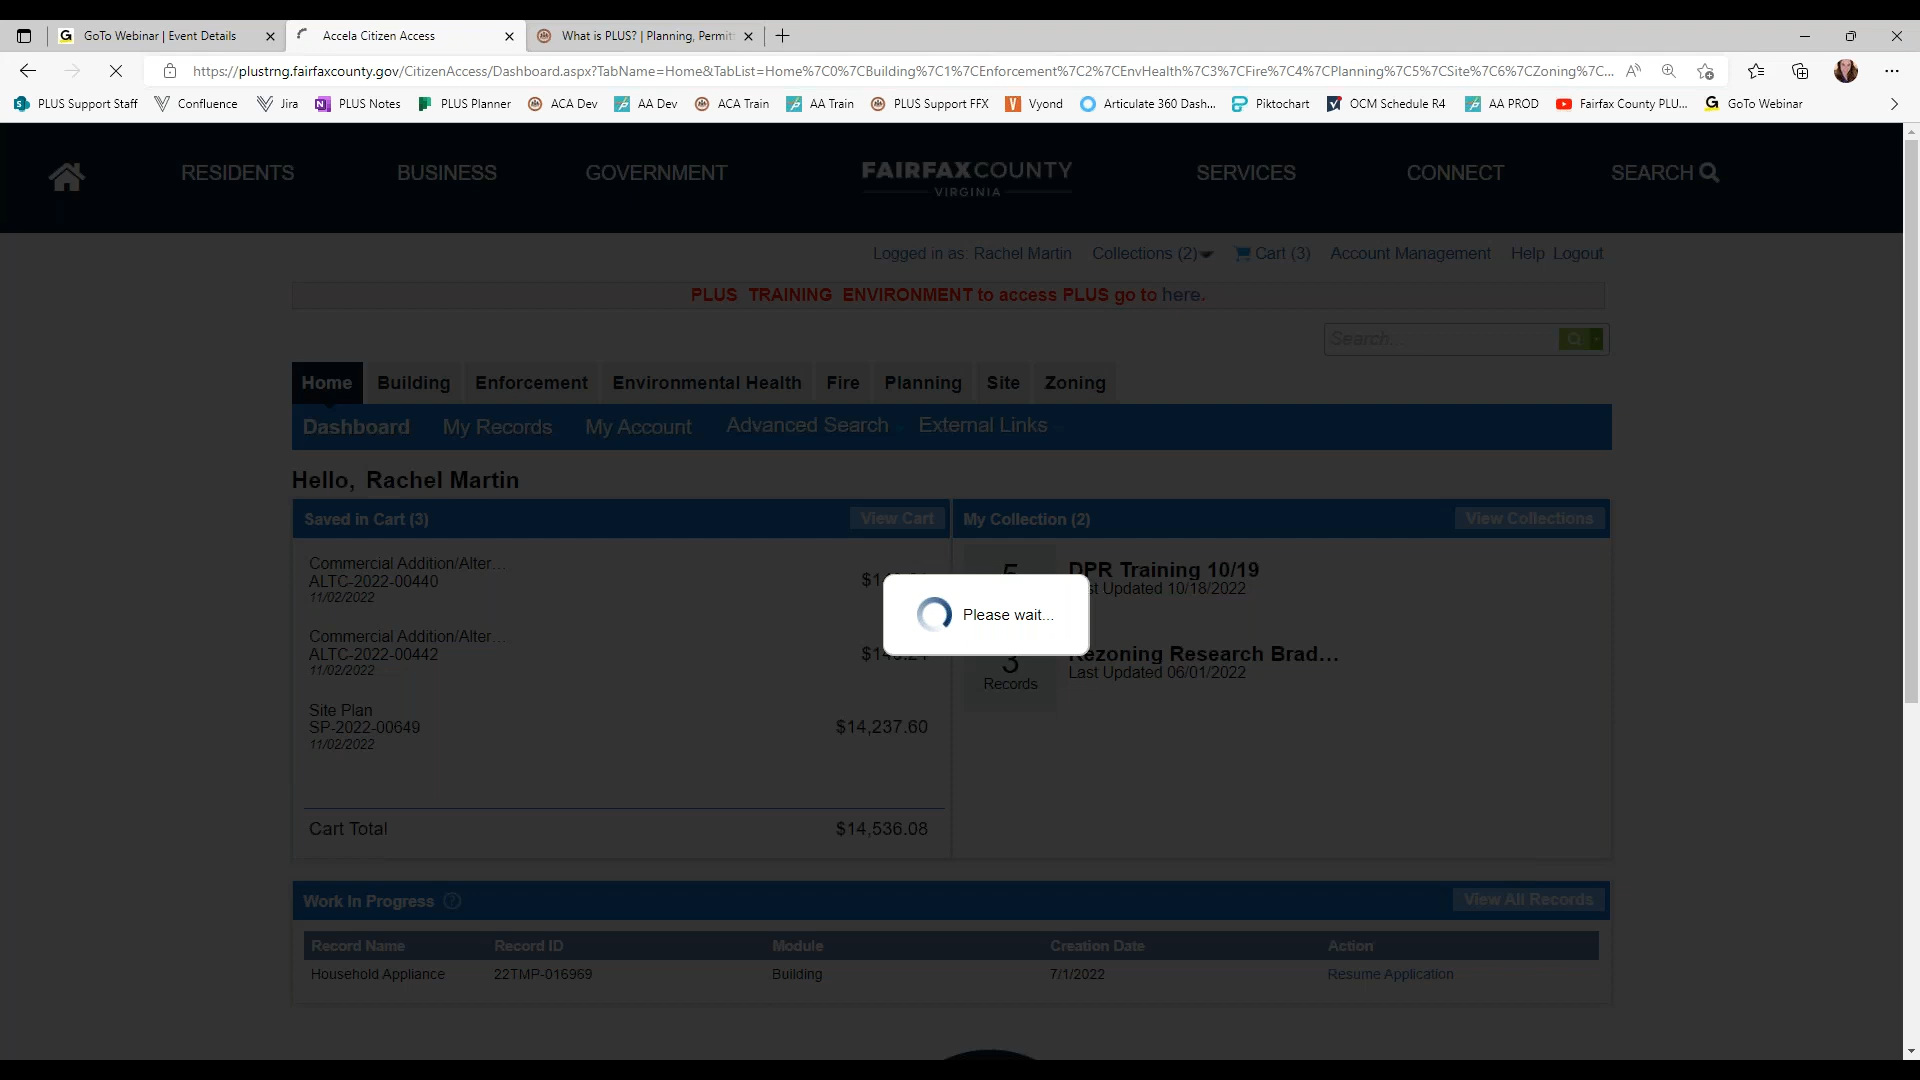 GoTo Webinar | Event Details
Accela Citizen Access
What is PLUS? | Planning, Permit
https://plustrng.fairfaxcounty.gov/CitizenAccess/Dashboard.aspx?TabName=Home&TabList=Home%7C0%7CBuilding%7C1%7CEnforcement%7C2%7CEnvHealth%7C3%7CFire%7C4%7CPlanning%7C5%7CSite%7C6%7CZoning%7C...
PLUS Support Staff Confluence Jira PLUS Notes PLUS Planner ACA Dev AA Dev ACA Train AA Train PLUS Support FFX Vyond Articulate 360 Dash... Piktochart OCM Schedule R4 AA PROD Fairfax County PLU... GoTo Webinar
RESIDENTS BUSINESS GOVERNMENT FAIRFAX COUNTY SERVICES CONNECT SEARCH
VIRGINIA
Logged in as: Rachel Martin Collections (2) Cart (3) Account Management Help Logout
PLUS TRAINING ENVIRONMENT to access PLUS go to here.
Search...
Home Building Enforcement Environmental Health Fire Planning Site Zoning
Dashboard My Records My Account Advanced Search External Links
Hello, Rachel Martin
Saved in Cart (3) View Cart My Collection (2) View Collections
Commercial Addition/Alter...
ALTC-2022-00440
11/02/2022
DPR Training 10/19
Updated 10/18/2022
Please wait...
Commercial Addition/Alter...
ALTC-2022-00442
11/02/2022
3
Records
Rezoning Research Brad...
Last Updated 06/01/2022
Site Plan
SP-2022-00649
11/02/2022
$14,237.60
Cart Total $14,536.08
Work In Progress View All Records
Record Name Record ID Module Creation Date Action
Household Appliance 22TMP-016969 Building 7/1/2022 Resume Application